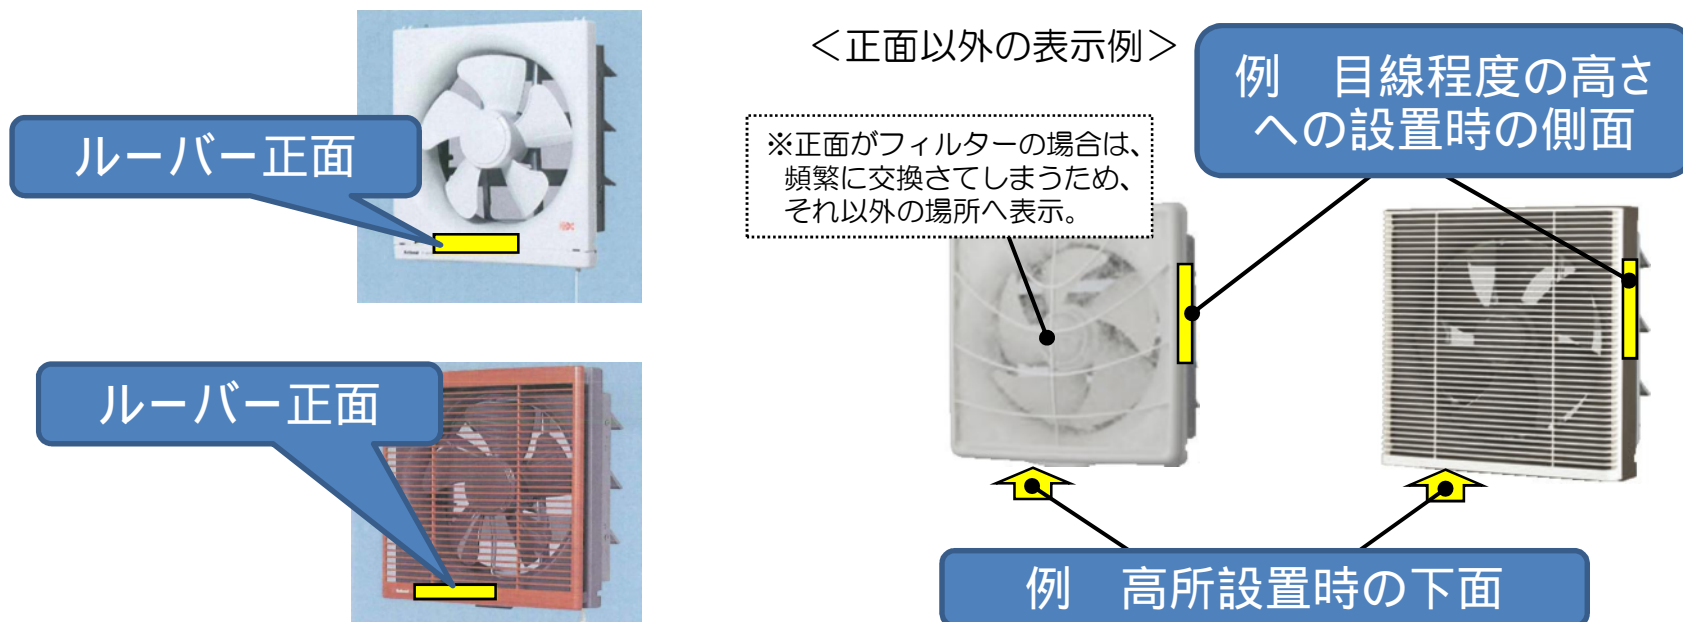 ルーバー正面
ルーバー正面
＜正面以外の表示例＞
※正面がフィルターの場合は、
頻繁に交換さてしまうため、
それ以外の場所へ表示。
例　目線程度の高さ
への設置時の側面
例　高所設置時の下面